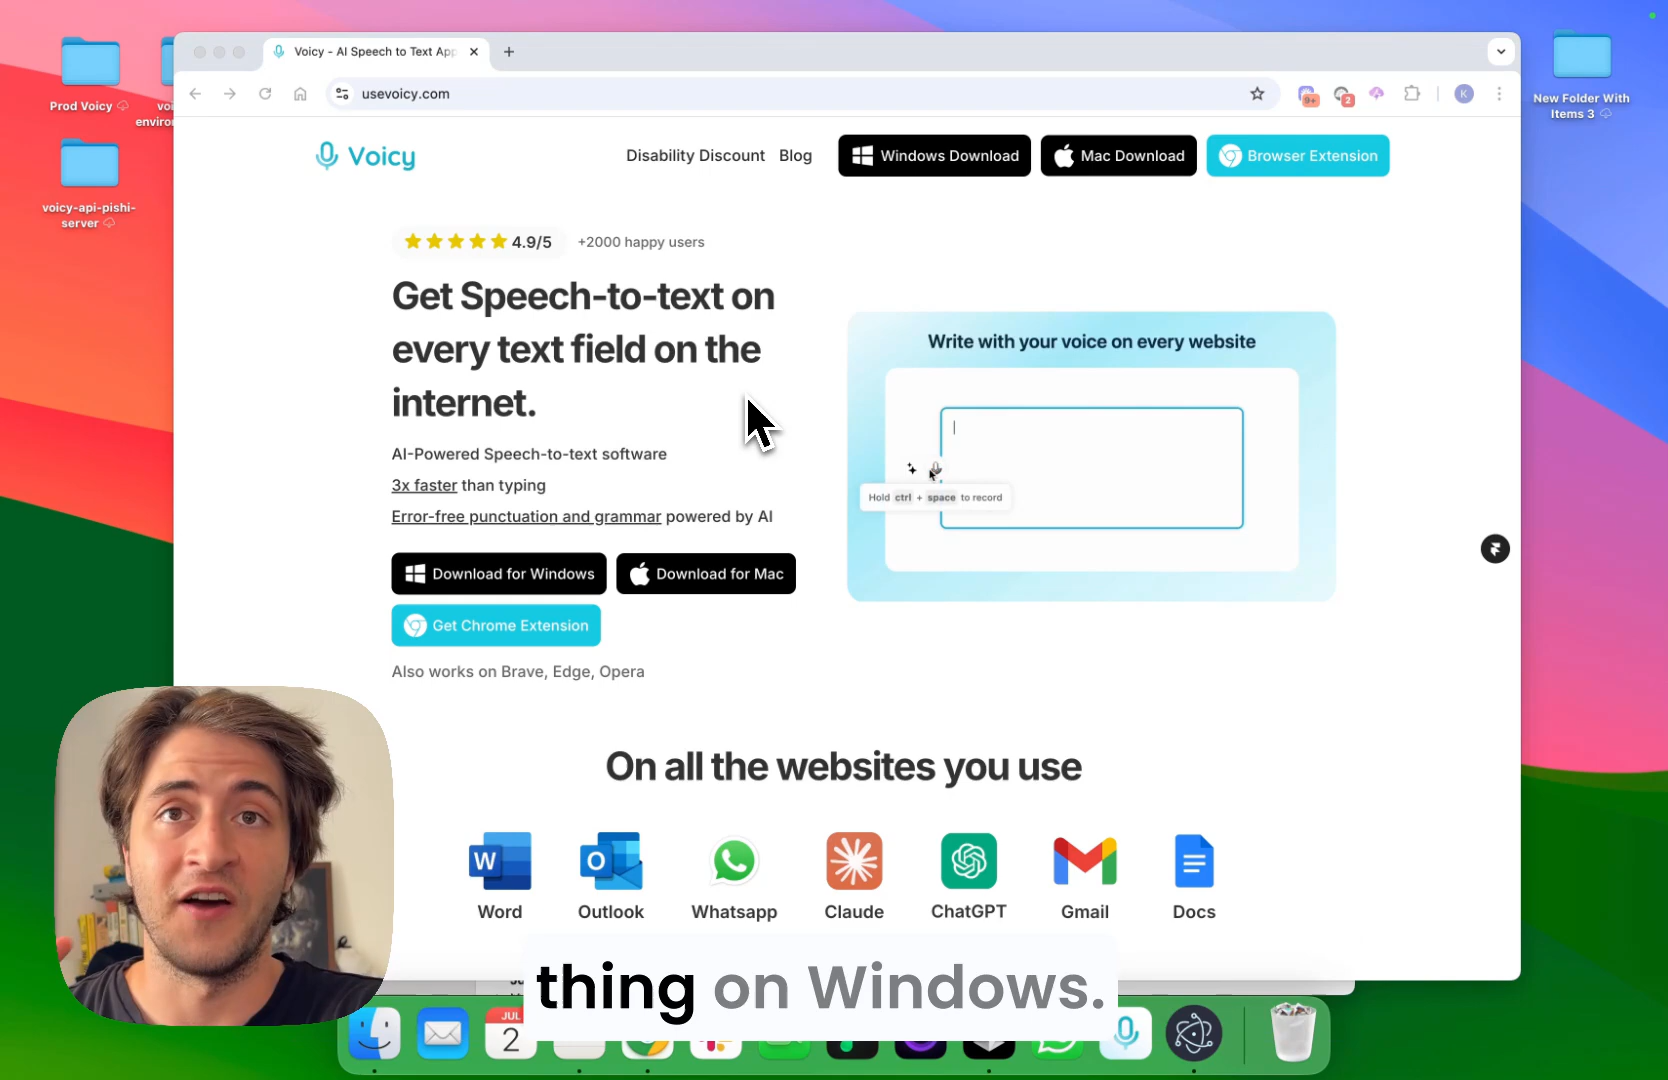 Voicy - AI Speech to Text App
usevoicy.com
9+
2
K
Prod Voicy
voi
environ
voicy-api-pishi-
server
New Folder With
Items 3
Voicy
Disability Discount
Blog
Windows Download
Mac Download
Browser Extension
4.9/5
+2000 happy users
Get Speech-to-text on
every text field on the
internet.
AI-Powered Speech-to-text software
3x faster than typing
Error-free punctuation and grammar powered by AI
Download for Windows
Download for Mac
Get Chrome Extension
Also works on Brave, Edge, Opera
Write with your voice on every website
Hold ctrl + space to record
On all the websites you use
W
O
Word
Outlook
Whatsapp
Claude
ChatGPT
Gmail
Docs
thing on Windows.
JUL
2